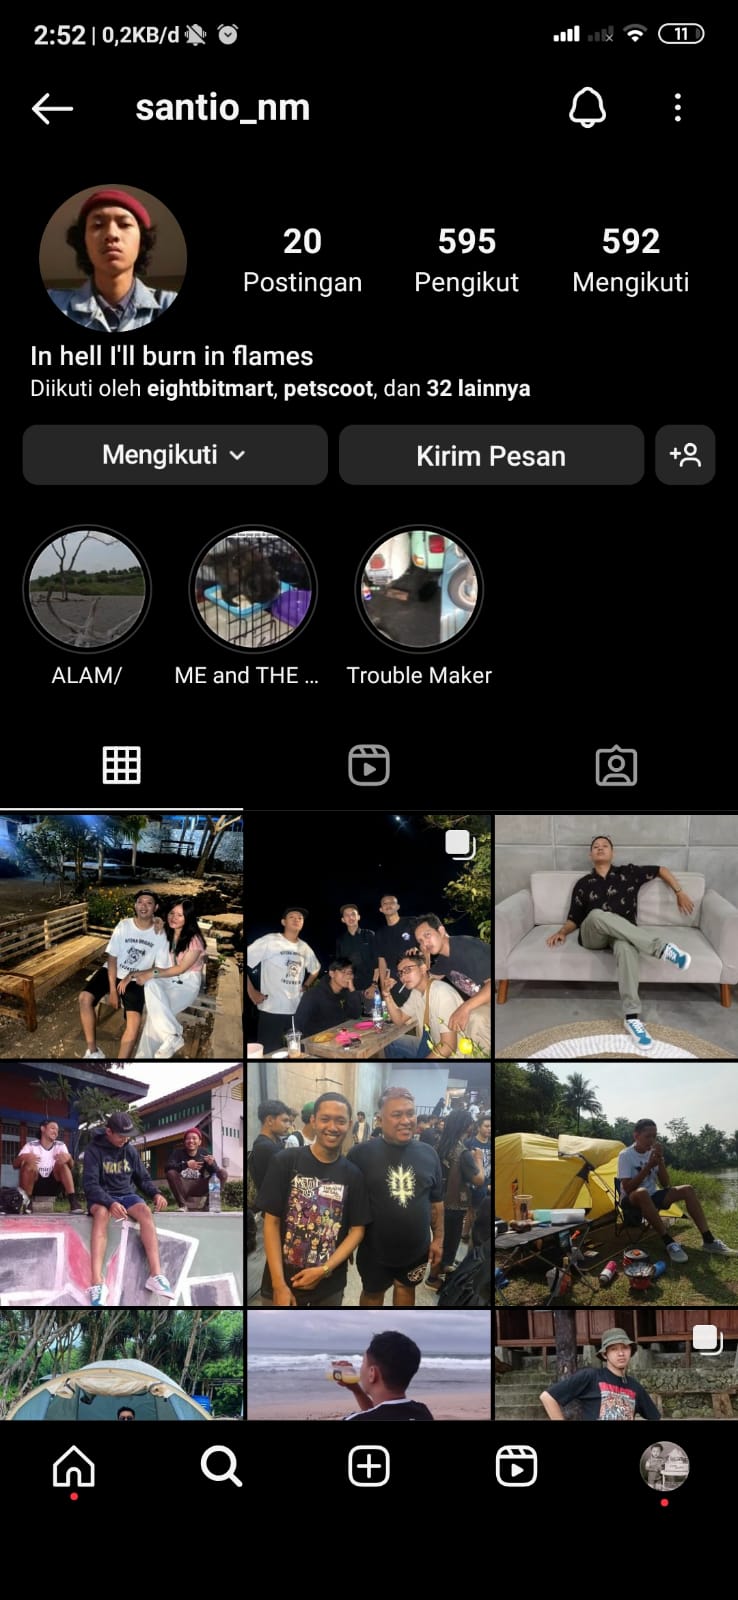 2:52 | 0,2KB/d
11
santio_nm
20
595
592
Postingan
Pengikut
Mengikuti
In hell I'll burn in flames
Diikuti oleh eightbitmart, petscoot, dan 32 lainnya
Mengikuti
Kirim Pesan
ALAM/
ME and THE ...
Trouble Maker